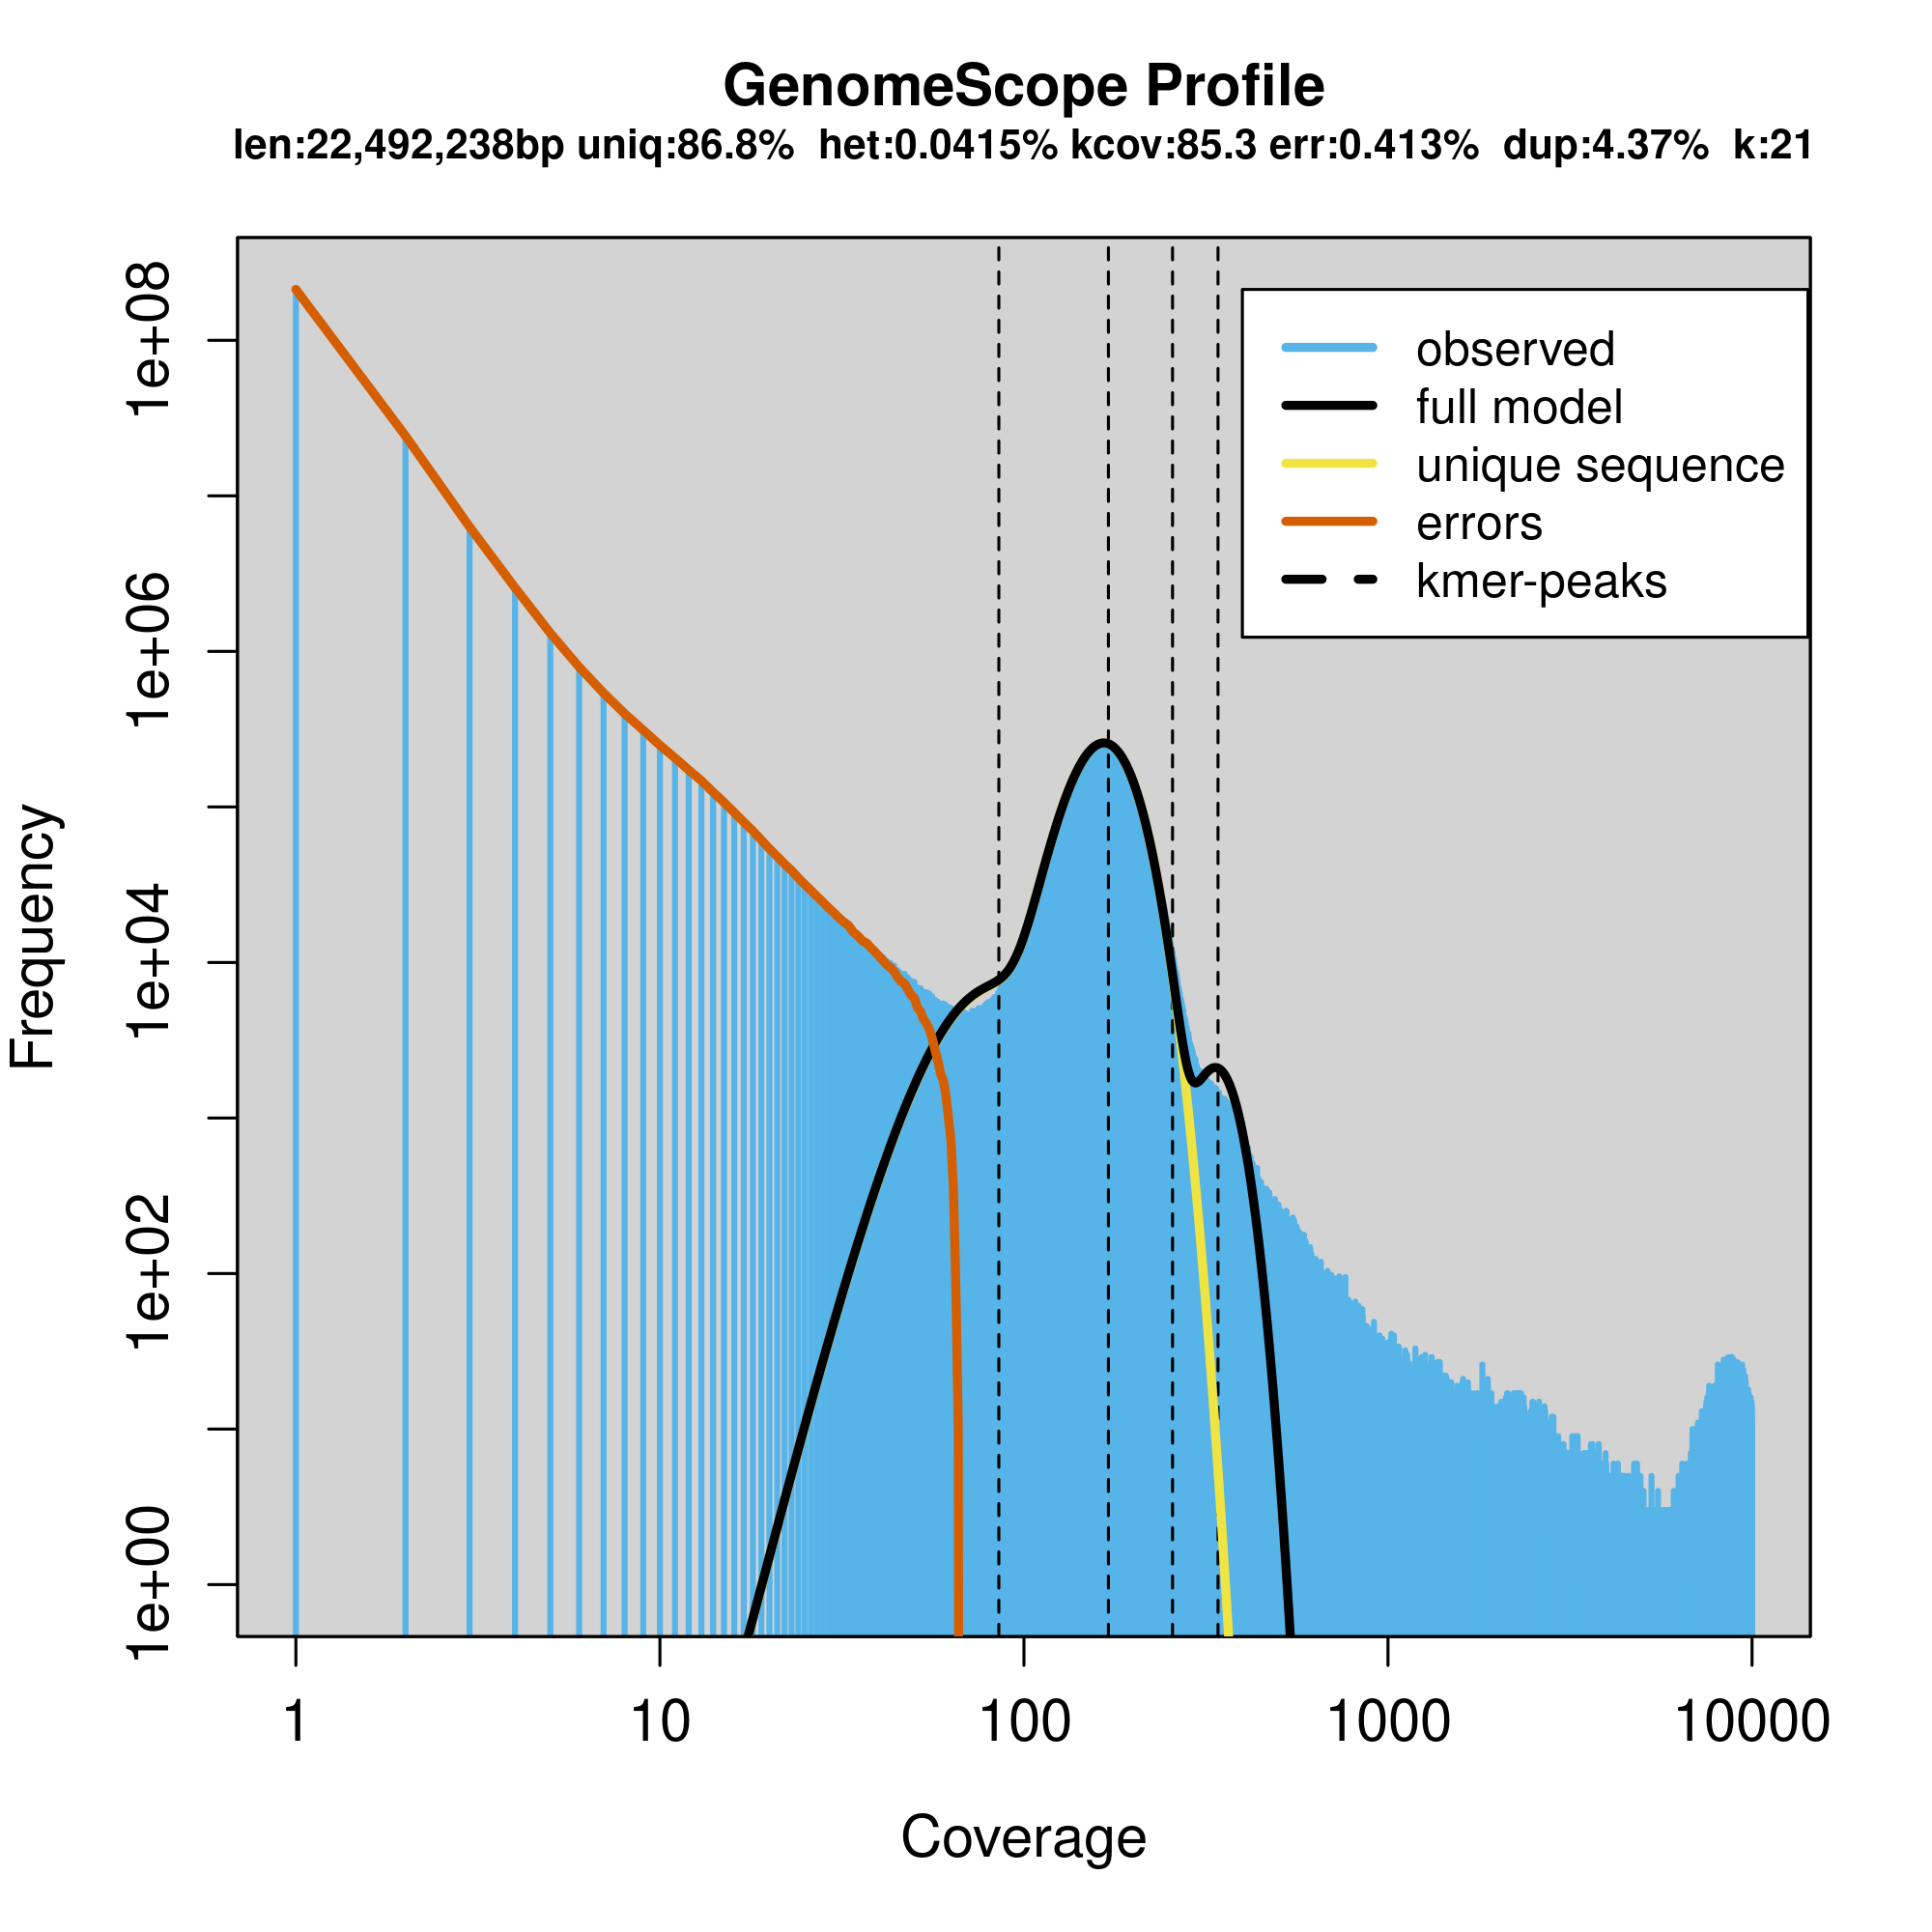 GenomeScope Profile
len:22,492,238bp uniq:86.8% het:0.0415% kcov:85.3 err:0.413% dup:4.37% k:21
observed
full model
unique sequence
errors
kmer-peaks
Frequency
1e+08
1e+06
1e+04
1e+02
1e+00
1 10 100 1000 10000
Coverage